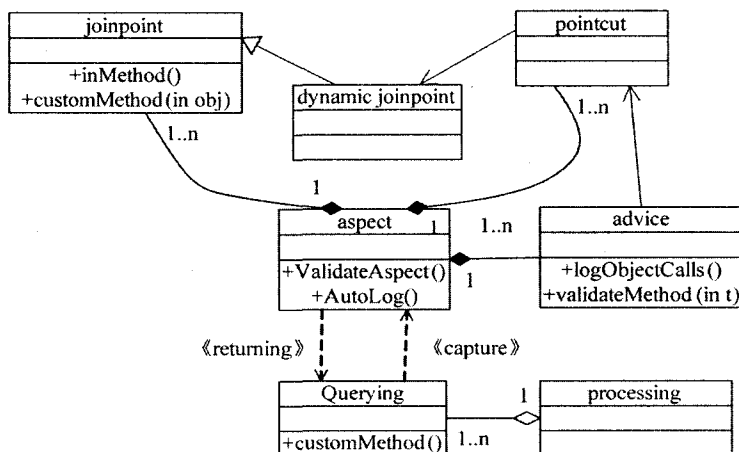 joinpoint
+inMethod()
+customMethod(in obj)
pointcut
dynamic joinpoint
1..n
1..n
1
aspect
1
+ValidateAspect()
+AutoLog()
1..n
1
advice
+logObjectCalls()
+validateMethod(in t)
《returning》
《capture》
Querying
+customMethod()
1
1..n
processing